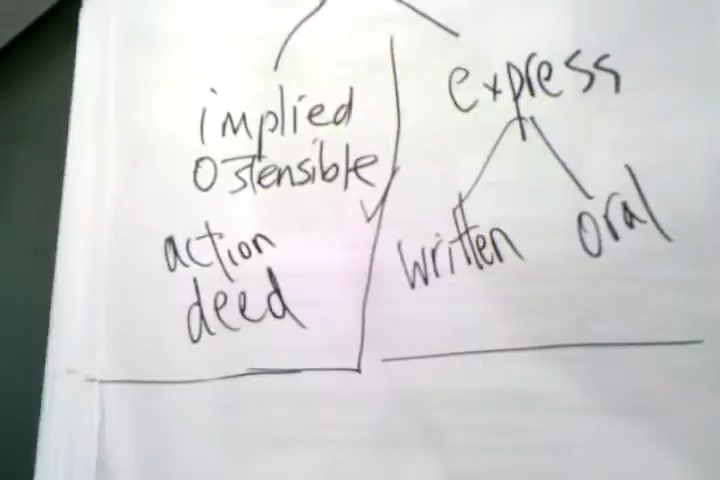 implied
ostensible
action
deed
express
written
oral